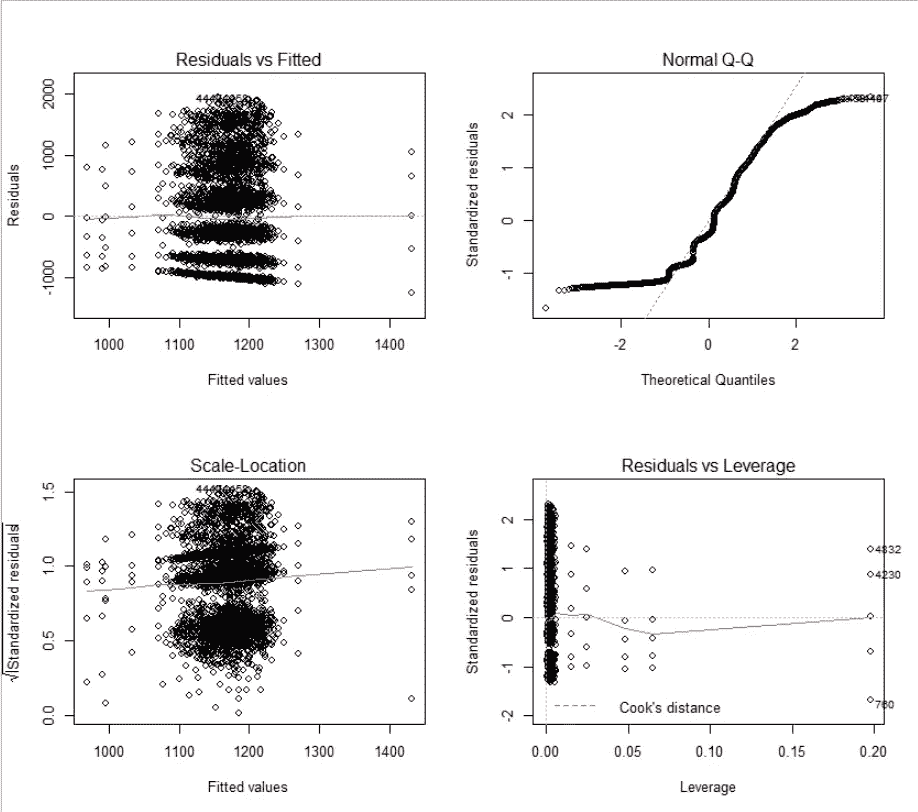 Residuals vs Fitted
2000
1000
0
-1000
Residuals
1000 1100 1200 1300 1400
Fitted values
Normal Q-Q
2
1
0
-1
Standardized residuals
-2 0 2
Theoretical Quantiles
Scale-Location
1.5
1.0
0.5
0.0
√|Standardized residuals|
1000 1100 1200 1300 1400
Fitted values
Residuals vs Leverage
2
1
0
-1
-2
Standardized residuals
4832
4230
760
Cook's distance
0.00 0.05 0.10 0.15 0.20
Leverage